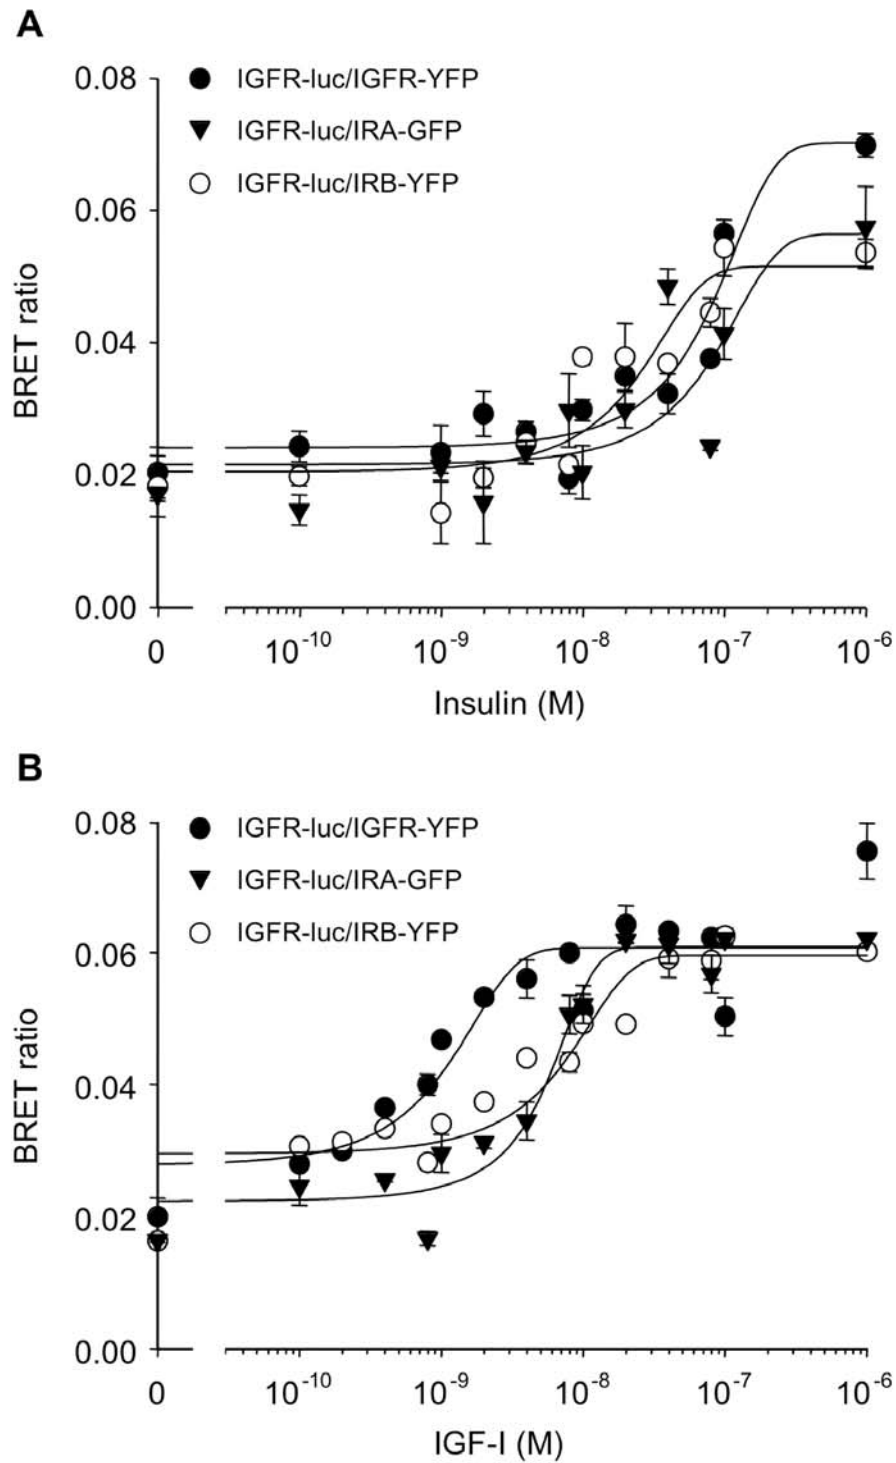 A
0.08
IGFR-luc/IGFR-YFP
IGFR-luc/IRA-GFP
IGFR-luc/IRB-YFP
0.06
BRET ratio
0.04
0.02
0.00
0 10⁻¹⁰ 10⁻⁹ 10⁻⁸ 10⁻⁷ 10⁻⁶
Insulin (M)
B
0.08
IGFR-luc/IGFR-YFP
IGFR-luc/IRA-GFP
IGFR-luc/IRB-YFP
0.06
BRET ratio
0.04
0.02
0.00
0 10⁻¹⁰ 10⁻⁹ 10⁻⁸ 10⁻⁷ 10⁻⁶
IGF-I (M)